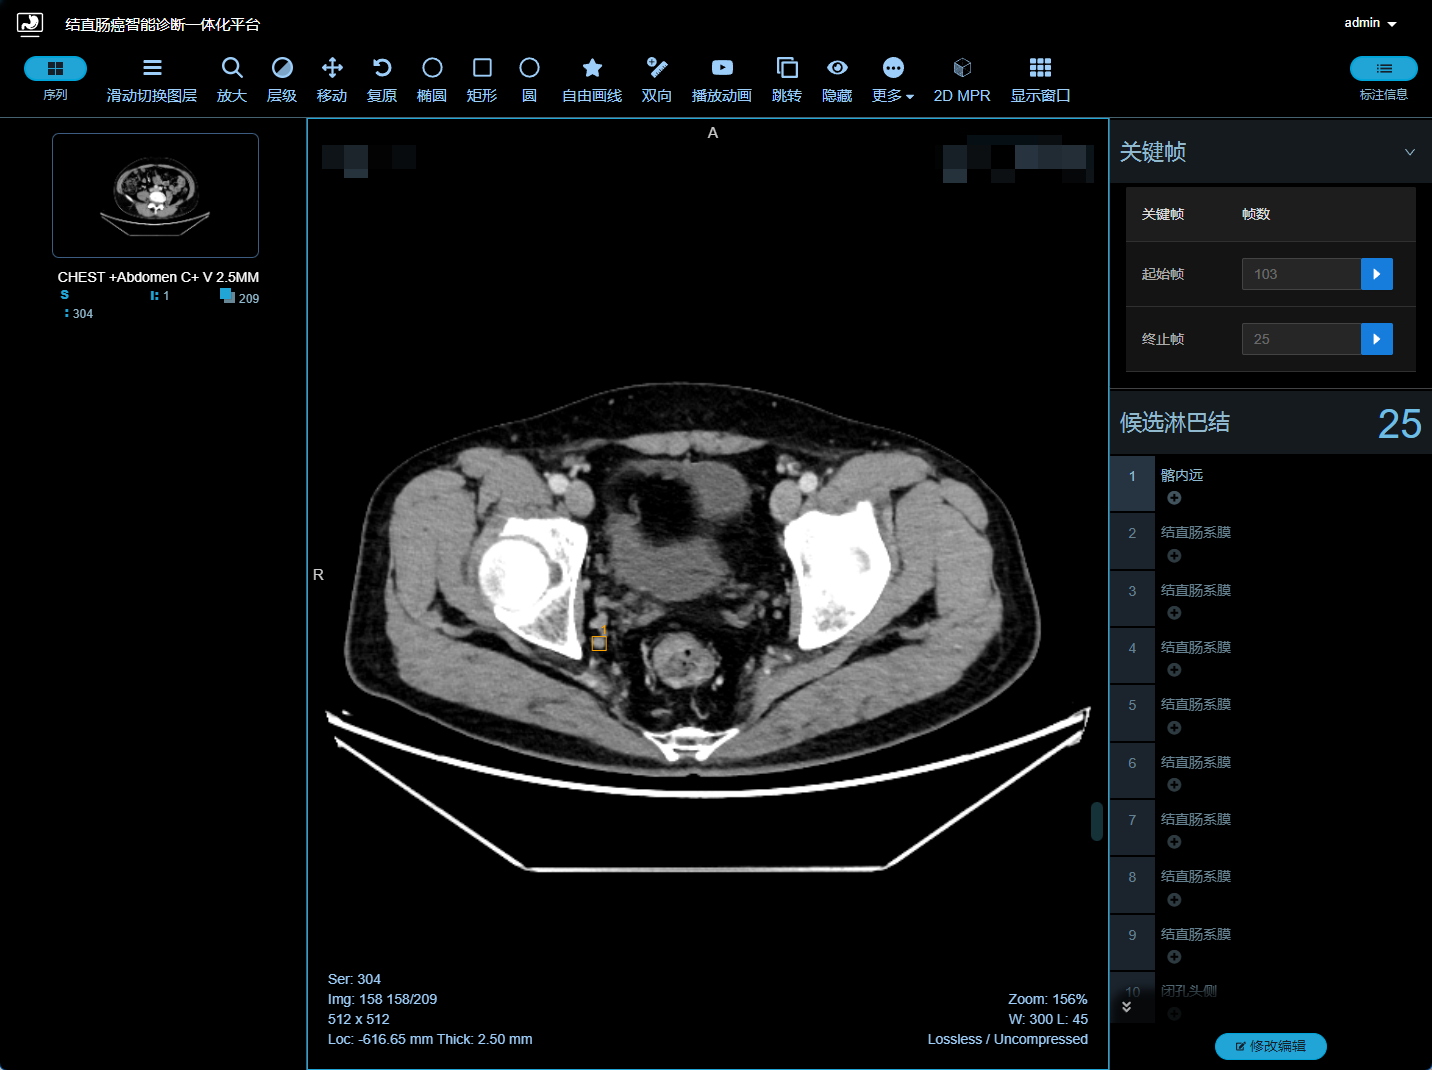 结直肠癌智能诊断一体化平台
admin
序列
滑动切换图层
放大
层级
移动
复原
椭圆
矩形
圆
自由画线
双向
播放动画
跳转
隐藏
更多
2D MPR
显示窗口
标注信息
CHEST +Abdomen C+ V 2.5MM
S
: 304
I: 1
209
A
R
1
Ser: 304
Img: 158 158/209
512 x 512
Loc: -616.65 mm Thick: 2.50 mm
Zoom: 156%
W: 300 L: 45
Lossless / Uncompressed
关键帧
关键帧 帧数
起始帧 103
终止帧 25
候选淋巴结 25
1 髂内远
2 结直肠系膜
3 结直肠系膜
4 结直肠系膜
5 结直肠系膜
6 结直肠系膜
7 结直肠系膜
8 结直肠系膜
9 结直肠系膜
10 闭孔头侧
修改编辑